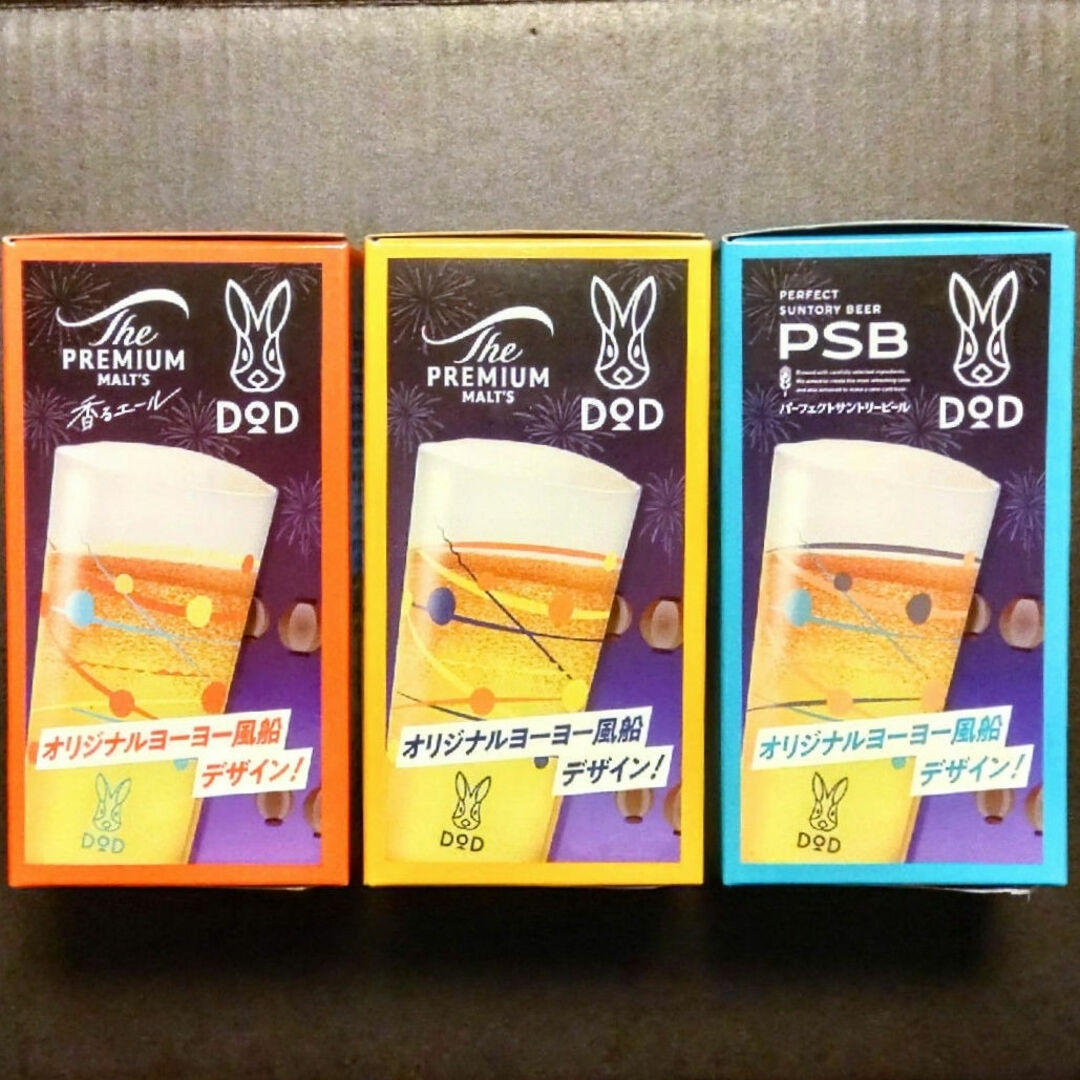 The
PREMIUM
MALT'S
香るエール
DOD
オリジナルヨーヨー風船
デザイン!
DOD
The
PREMIUM
MALT'S
DOD
オリジナルヨーヨー風船
デザイン!
DOD
PERFECT
SUNTORY BEER
PSB
パーフェクトサントリービール
DOD
オリジナルヨーヨー風船
デザイン!
DOD